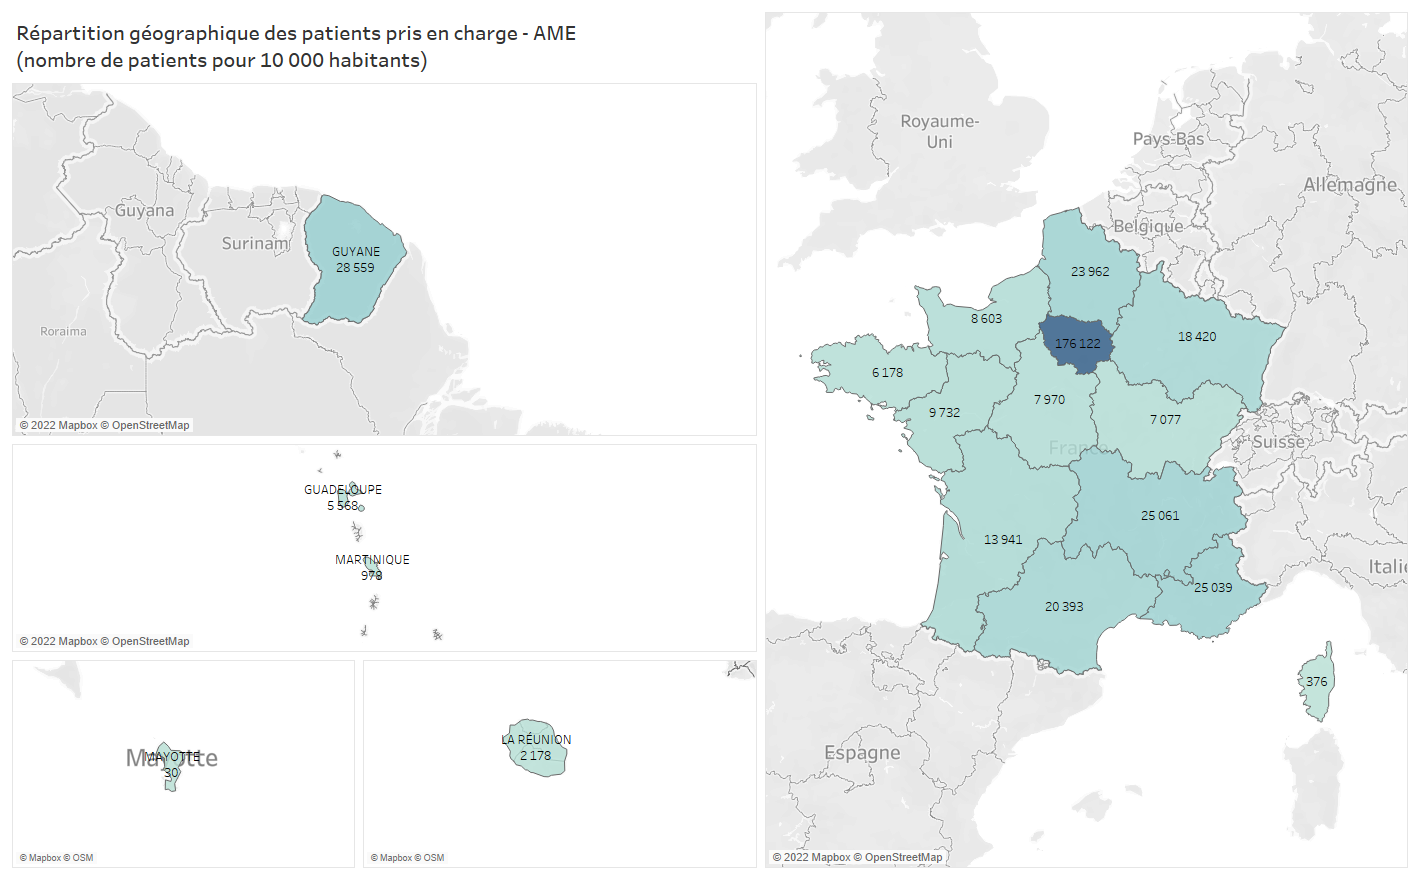 Répartition géographique des patients pris en charge - AME
(nombre de patients pour 10 000 habitants)
Guyana
Surinam
GUYANE
28 559
Roraima
© 2022 Mapbox © OpenStreetMap
GUADELOUPE
5 568
MARTINIQUE
978
© 2022 Mapbox © OpenStreetMap
Mayotte
MAYOTTE
30
© Mapbox © OSM
LA RÉUNION
2 178
© Mapbox © OSM
Royaume-
Uni
Pays-Bas
Allemagne
Belgique
23 962
8 603
176 122
18 420
6 178
7 970
9 732
7 077
Suisse
France
25 061
13 941
Italie
25 039
20 393
376
Espagne
© 2022 Mapbox © OpenStreetMap